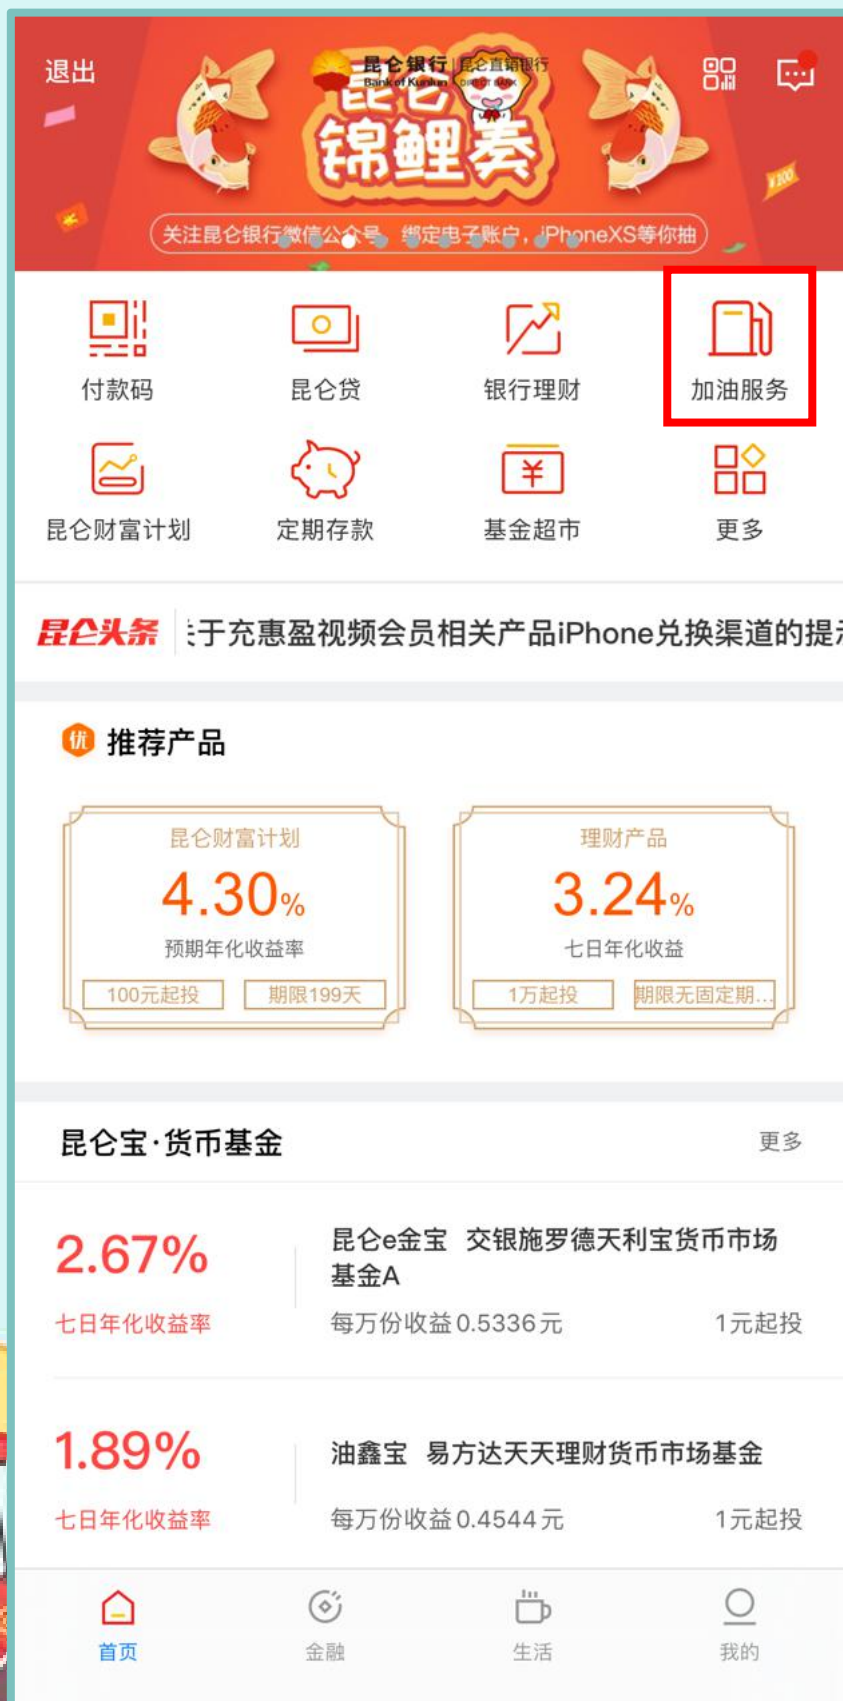 退出
昆仑银行 昆仑直销银行
Bank of Kunlun DIRECT BANK
昆仑
锦鲤奏
¥100
关注昆仑银行微信公众号，绑定电子账户，iPhoneXS等你抽
付款码 昆仑贷 银行理财 加油服务
昆仑财富计划 定期存款 基金超市 更多
昆仑头条 关于充惠盈视频会员相关产品iPhone兑换渠道的提示
优 推荐产品
昆仑财富计划 理财产品
4.30% 3.24%
预期年化收益率 七日年化收益
100元起投 期限199天 1万起投 期限无固定期...
昆仑宝·货币基金 更多
2.67% 昆仑e金宝 交银施罗德天利宝货币市场
基金A
七日年化收益率 每万份收益0.5336元 1元起投
1.89% 油鑫宝 易方达天天理财货币市场基金
七日年化收益率 每万份收益0.4544元 1元起投
首页 金融 生活 我的